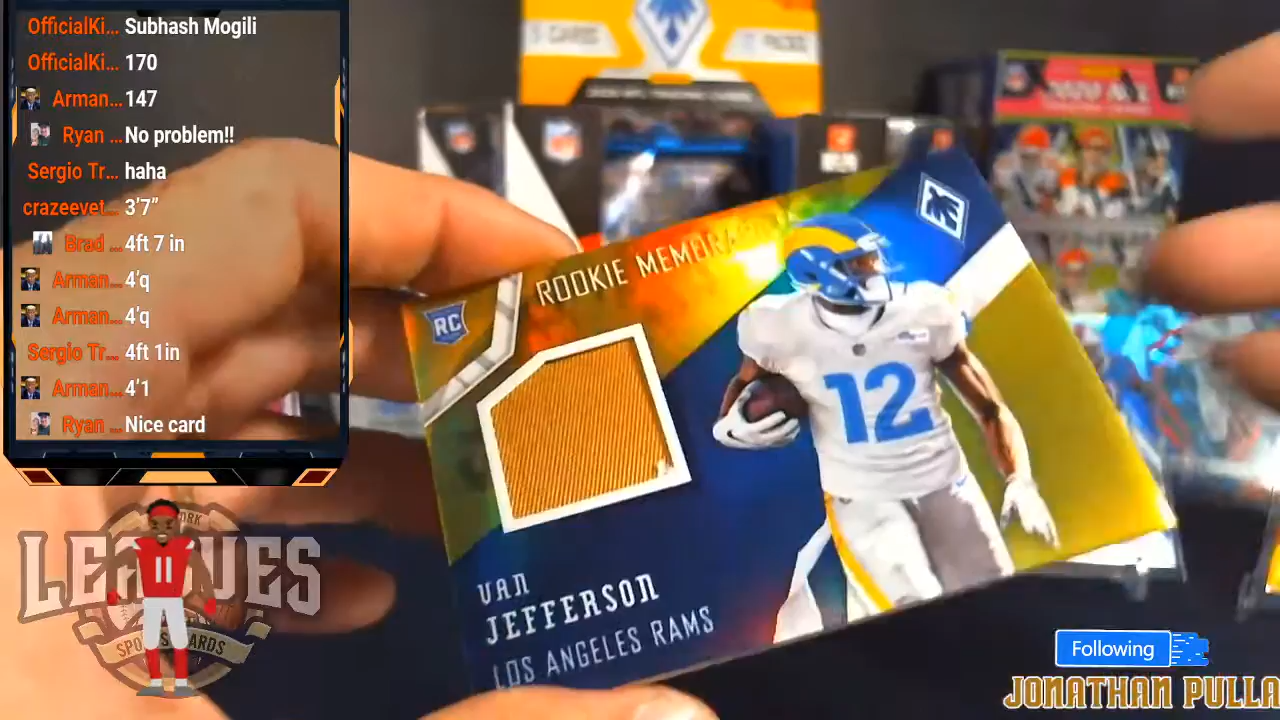 OfficialKi... Subhash Mogili
OfficialKi... 170
Arman... 147
Ryan ... No problem!!
Sergio Tr... haha
crazeevet... 3'7"
Brad ... 4ft 7 in
Arman... 4'q
Arman... 4'q
Sergio Tr... 4ft 1in
Arman... 4'1
Ryan ... Nice card
LEAGUES
11
5 CARDS
RC
ROOKIE MEMORA
12
VAN
JEFFERSON
LOS ANGELES RAMS
Following
JONATHAN PULLA